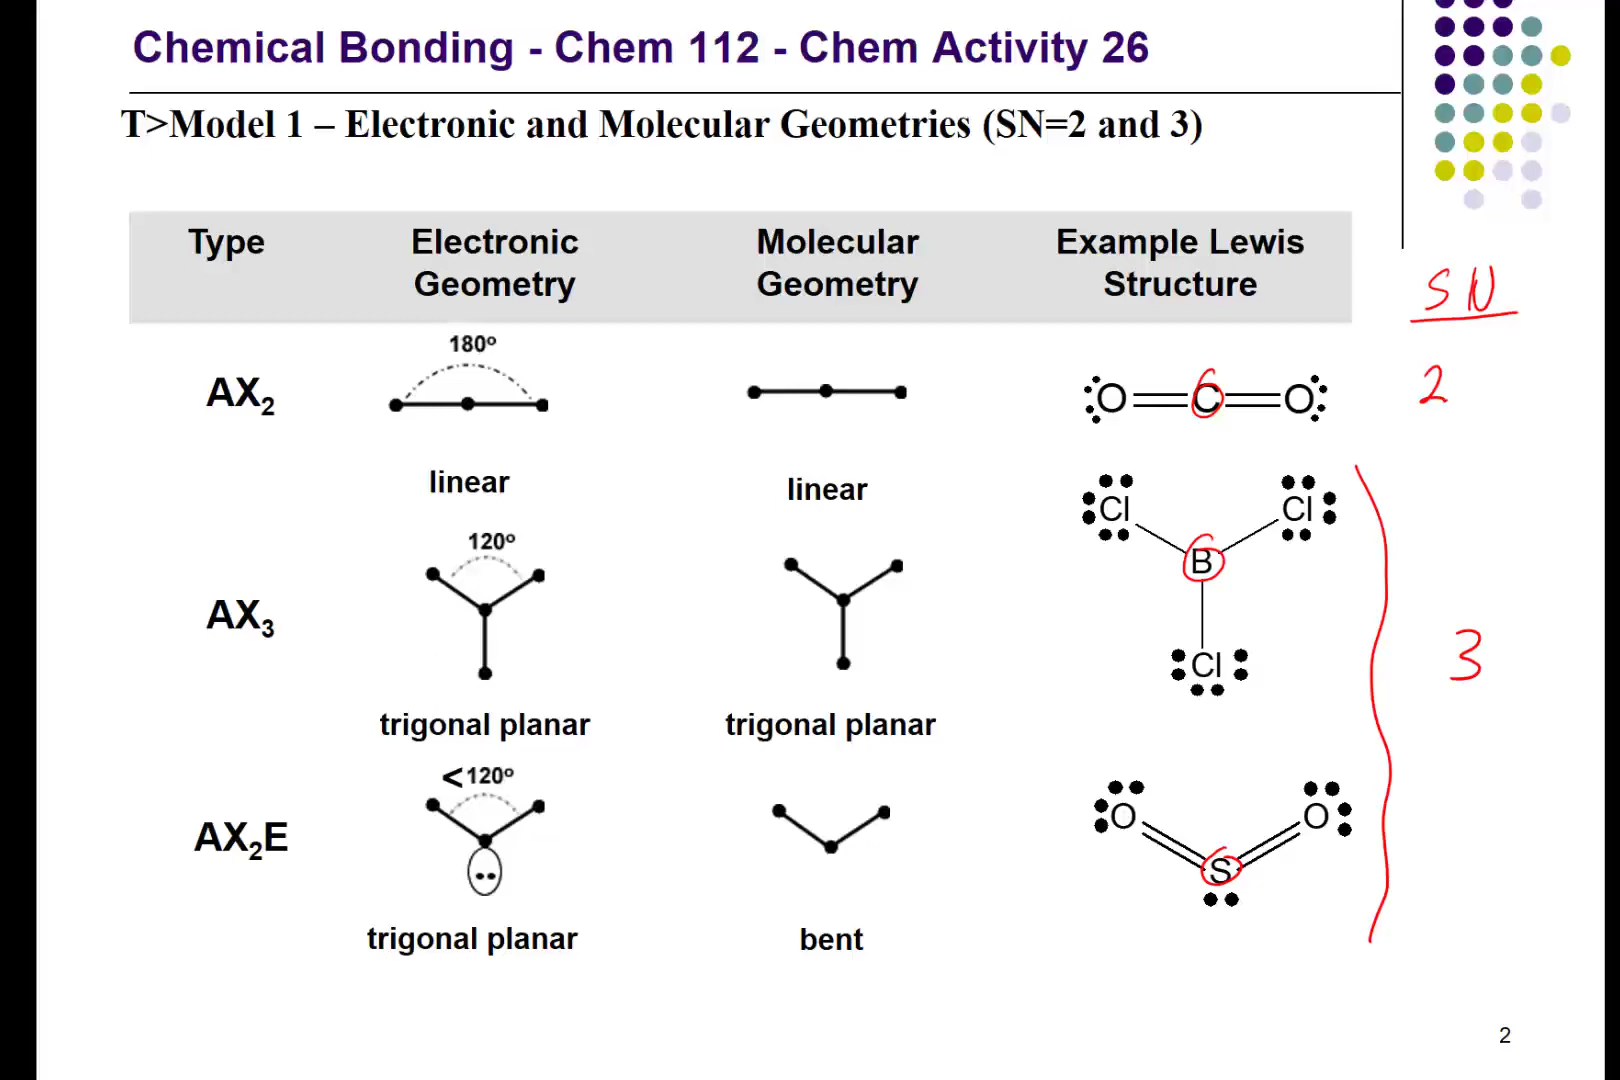 Chemical Bonding - Chem 112 - Chem Activity 26
T>Model 1 – Electronic and Molecular Geometries (SN=2 and 3)
Type Electronic Geometry Molecular Geometry Example Lewis Structure
SN
180°
AX₂ O C O 2
linear linear
Cl Cl
120°
B
AX₃ 3
Cl
trigonal planar trigonal planar
<120°
O O
AX₂E
S
trigonal planar bent
2